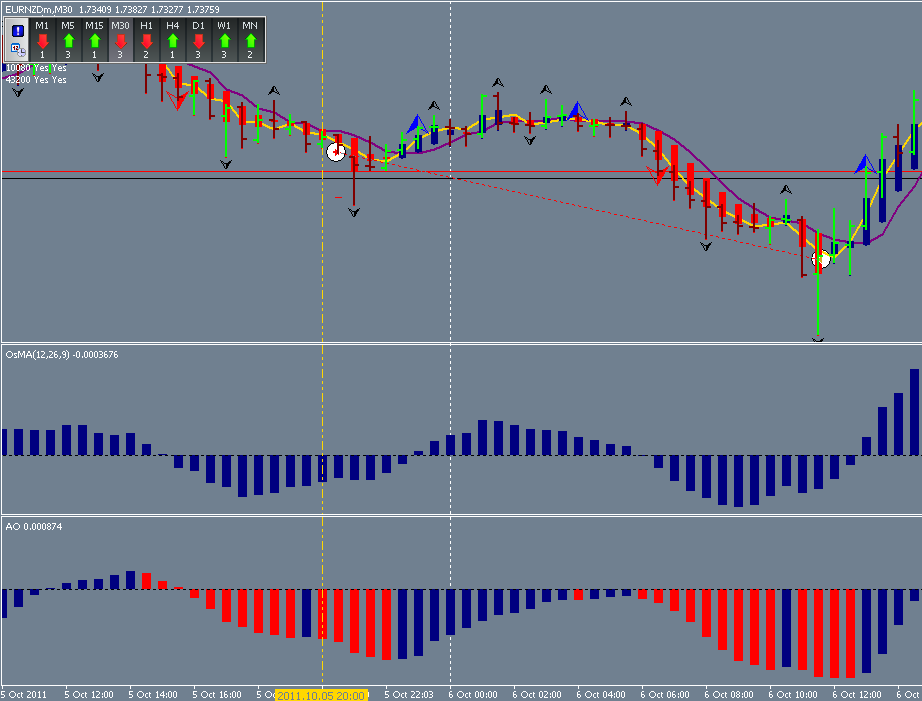 EURNZDm,M30 1.73409 1.73827 1.73277 1.73759
M1 M5 M15 M30 H1 H4 D1 W1 MN
1 3 1 3 2 1 3 3 2
10080 Yes Yes
43200 Yes Yes
OsMA(12,26,9) -0.0003676
AO 0.000874
5 Oct 2011 5 Oct 12:00 5 Oct 14:00 5 Oct 16:00 5 Oc 2011.10.05 20:00 5 Oct 22:03 6 Oct 00:00 6 Oct 02:00 6 Oct 04:00 6 Oct 06:00 6 Oct 08:00 6 Oct 10:00 6 Oct 12:00 6 Oct